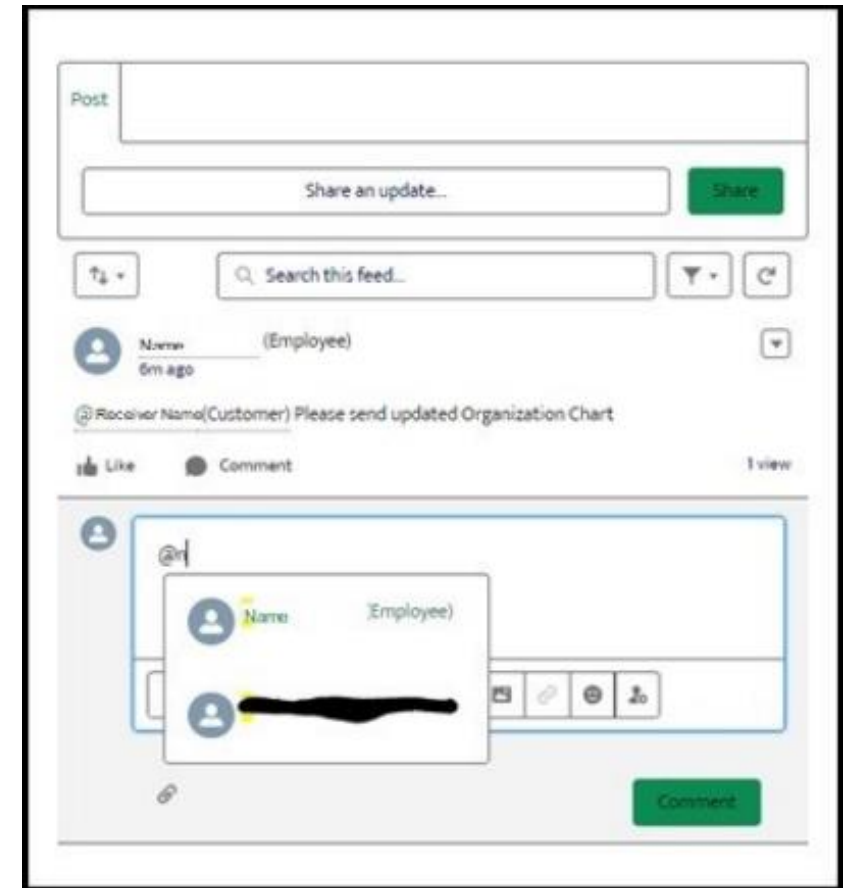 Post
Share an update...
Share
Search this feed...
Name (Employee)
6m ago
@Receiver Name(Customer) Please send updated Organization Chart
Like Comment 1 view
@n
Name Employee)
Comment